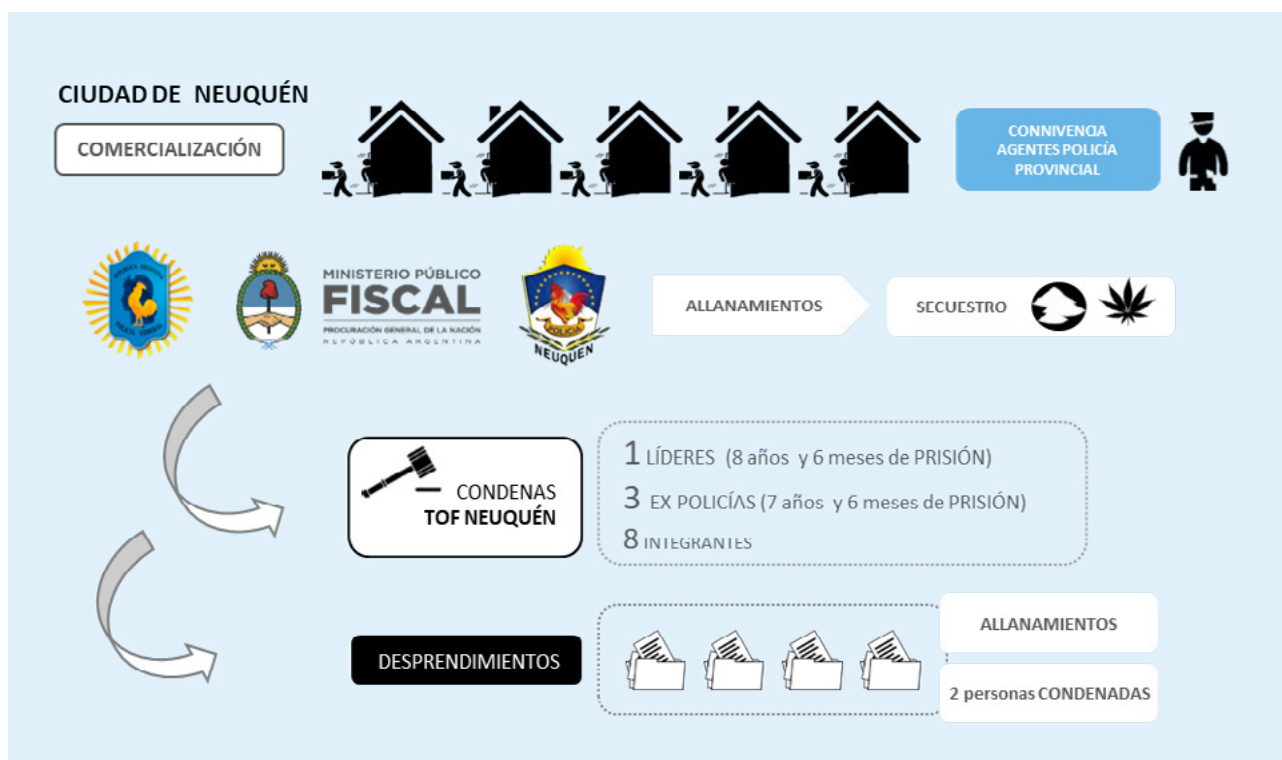 CIUDAD DE NEUQUÉN
COMERCIALIZACIÓN
CONNIVENCIA
AGENTES POLICÍA
PROVINCIAL
MINISTERIO PÚBLICO
FISCAL
PROCURACIÓN GENERAL DE LA NACIÓN
REPÚBLICA ARGENTINA
POLICIA
NEUQUEN
ALLANAMIENTOS
SECUESTRO
CONDENAS
TOF NEUQUÉN
1 LÍDERES (8 años y 6 meses de PRISIÓN)
3 EX POLICÍAS (7 años y 6 meses de PRISIÓN)
8 INTEGRANTES
DESPRENDIMIENTOS
ALLANAMIENTOS
2 personas CONDENADAS